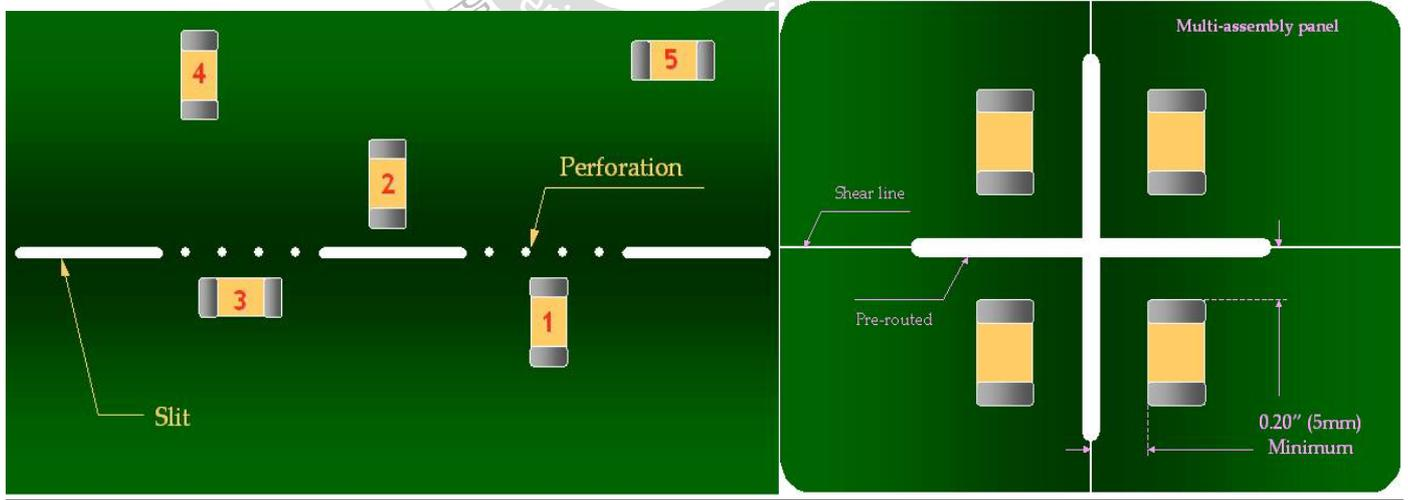 4
5
2
Perforation
3
1
Slit
Multi-assembly panel
Shear line
Pre-routed
0.20" (5mm)
Minimum